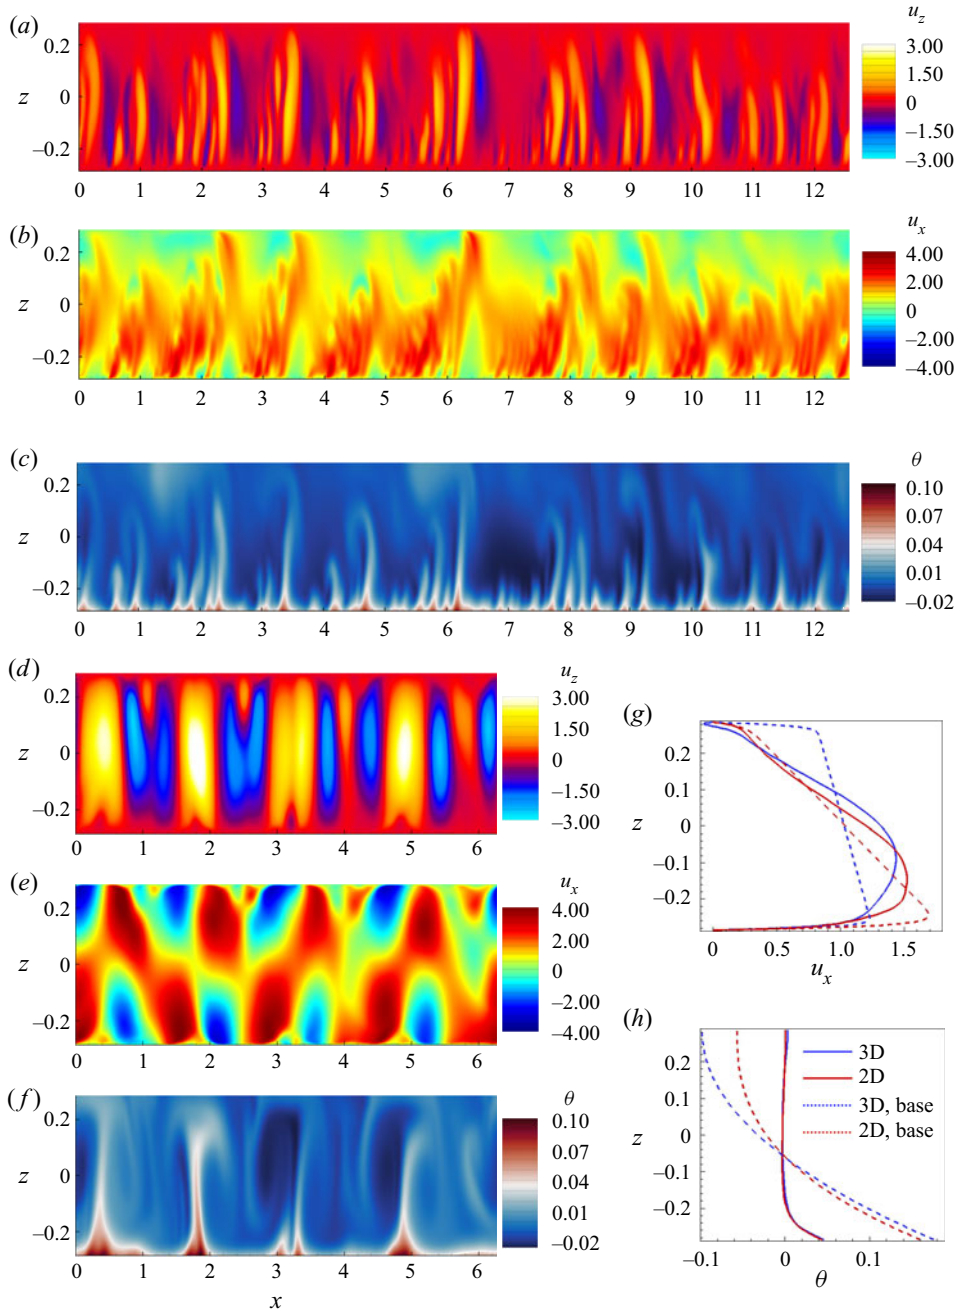 (a)
u_z
z
0.2
0
–0.2
0 1 2 3 4 5 6 7 8 9 10 11 12
3.00
1.50
0
–1.50
–3.00
(b)
u_x
z
0.2
0
–0.2
0 1 2 3 4 5 6 7 8 9 10 11 12
4.00
2.00
0
–2.00
–4.00
(c)
θ
z
0.2
0
–0.2
0 1 2 3 4 5 6 7 8 9 10 11 12
0.10
0.07
0.04
0.01
–0.02
(d)
u_z
z
0.2
0
–0.2
0 1 2 3 4 5 6
3.00
1.50
0
–1.50
–3.00
(e)
u_x
z
0.2
0
–0.2
0 1 2 3 4 5 6
4.00
2.00
0
–2.00
–4.00
(f)
θ
z
0.2
0
–0.2
0 1 2 3 4 5 6
x
0.10
0.07
0.04
0.01
–0.02
(g)
z
0.2
0.1
0
–0.1
–0.2
0 0.5 1.0 1.5
u_x
(h)
z
0.2
0.1
0
–0.1
–0.2
3D
2D
3D, base
2D, base
–0.1 0 0.1
θ